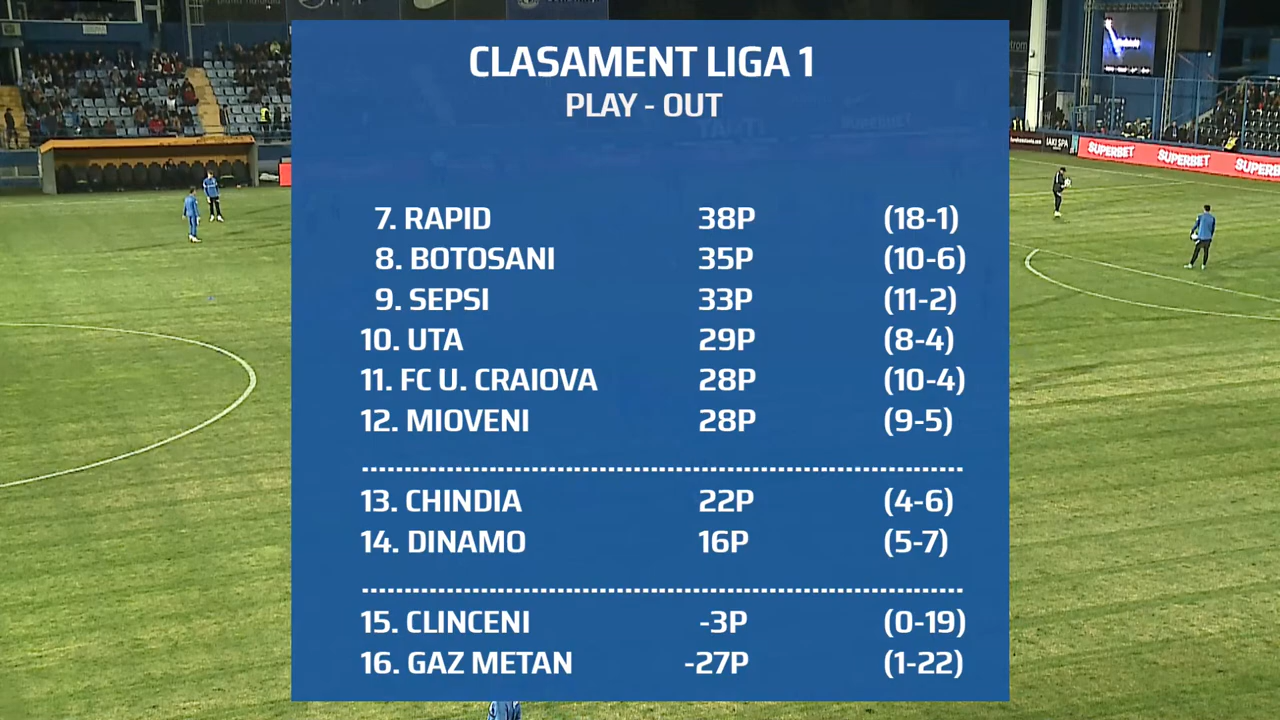 CLASAMENT LIGA 1
PLAY - OUT
7. RAPID 38P (18-1)
8. BOTOSANI 35P (10-6)
9. SEPSI 33P (11-2)
10. UTA 29P (8-4)
11. FC U. CRAIOVA 28P (10-4)
12. MIOVENI 28P (9-5)
13. CHINDIA 22P (4-6)
14. DINAMO 16P (5-7)
15. CLINCENI -3P (0-19)
16. GAZ METAN -27P (1-22)
IAKI SPA
SUPERBET SUPERBET SUPERB